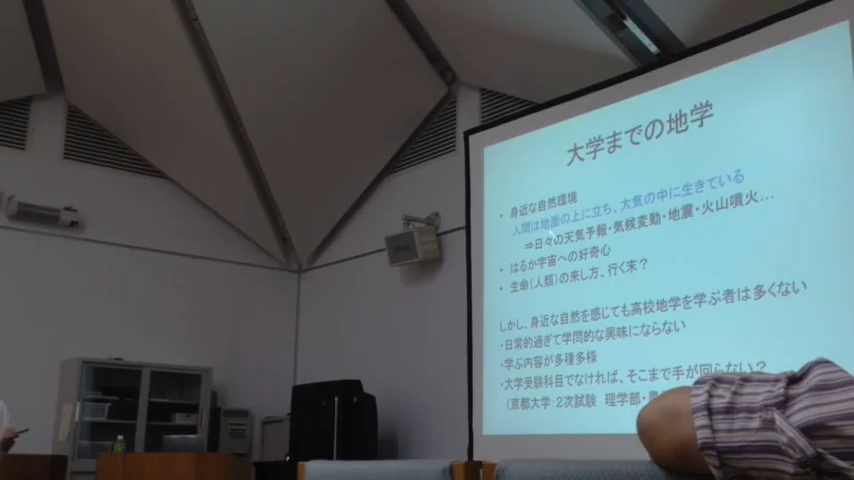 大学までの地学
・身近な自然環境
人間は地面の上に立ち、大気の中に生きている
⇒日々の天気予報・気候変動・地震・火山噴火…
・はるか宇宙への好奇心
・生命(人類)の来し方、行く末?
しかし、身近な自然を感じても高校地学を学ぶ者は多くない
・日常的過ぎて学問的な興味にならない
・学ぶ内容が多種多様
・大学受験科目でなければ、そこまで手が回らない?
(京都大学:2次試験 理学部・